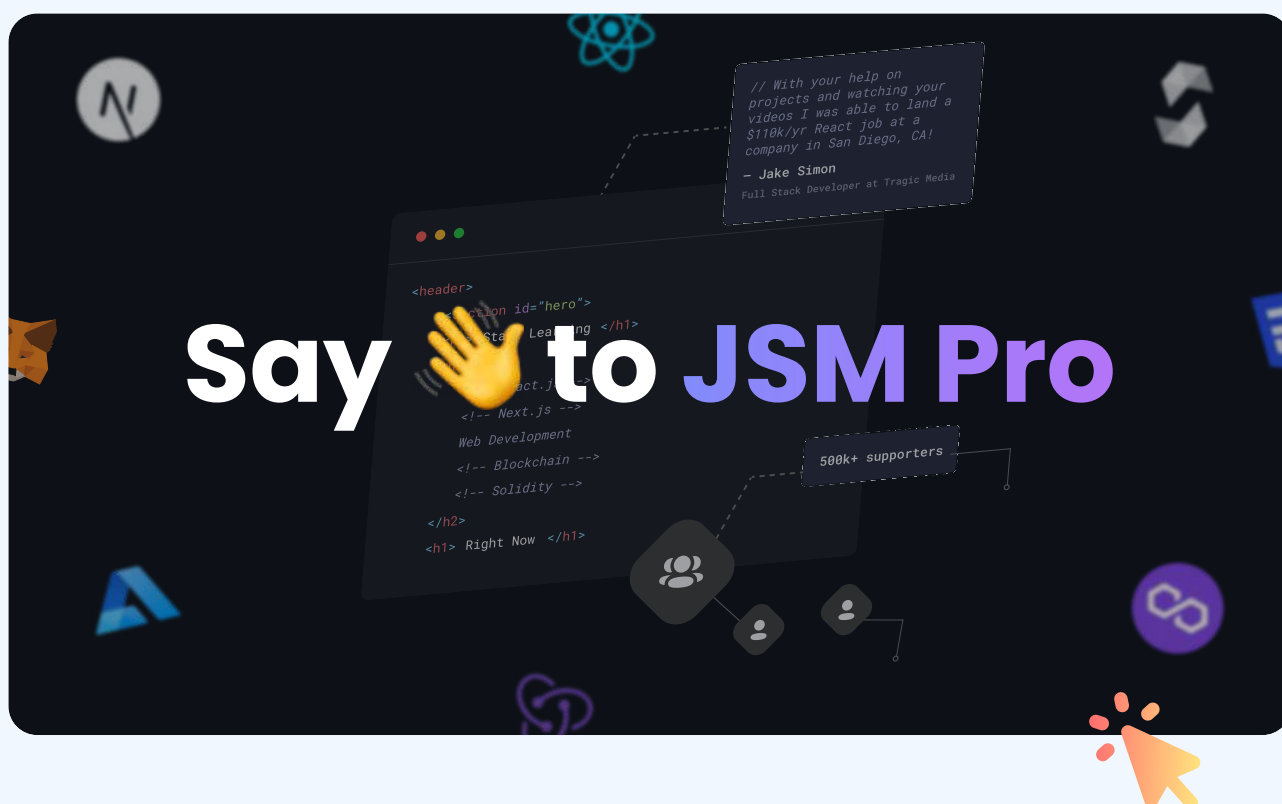 // With your help on
projects and watching your
videos I was able to land a
$110k/yr React job at a
company in San Diego, CA!
— Jake Simon
Full Stack Developer at Tragic Media
<header>
id="hero">
Say 👋 to JSM Pro
</h1>
<!-- Next.js -->
Web Development
<!-- Blockchain -->
<!-- Solidity -->
</h2>
<h1> Right Now </h1>
500k+ supporters